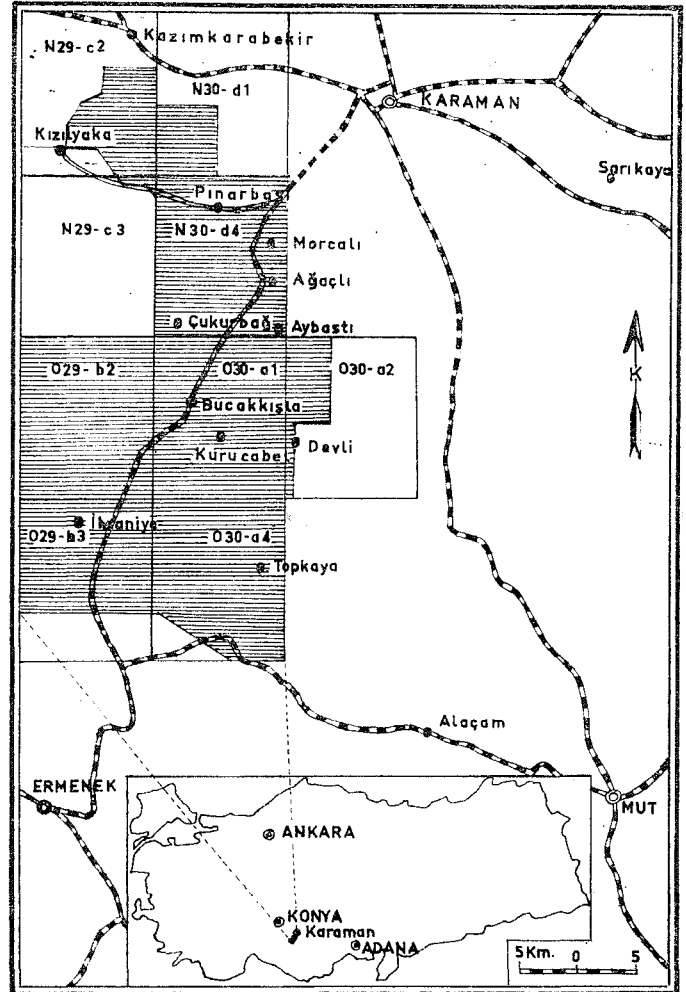 Kazımkarabekir
N29-c2
N30-d1
KARAMAN
Kızılyaka
Sarıkaya
Pınarbaşı
N29-c3
N30-d4
Morcalı
Ağaçlı
Çukurbağ
Aybastı
O29-b2
O30-a1
O30-a2
K
Bucakkışla
Kurucabel
Devli
İhsaniye
O29-b3
O30-a4
Topkaya
Alaçam
ERMENEK
MUT
ANKARA
KONYA
Karaman
ADANA
5Km. 0 5